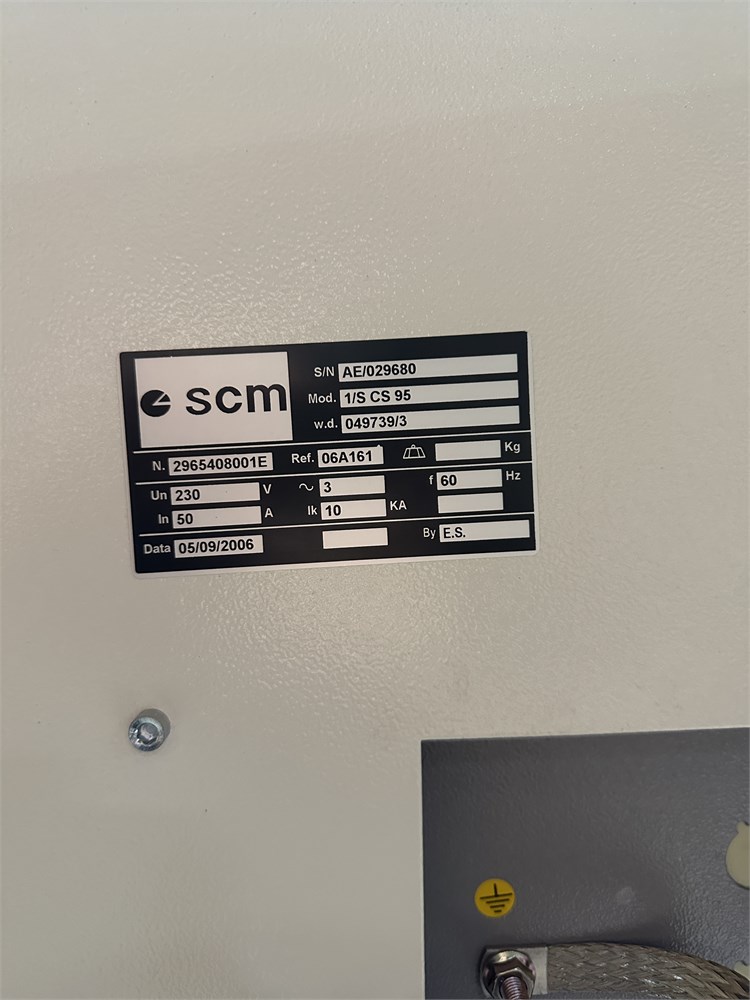 scm
S/N AE/029680
Mod. 1/S CS 95
w.d. 049739/3
N. 2965408001E Ref. 06A161 Kg
Un 230 V ~ 3 f 60 Hz
In 50 A Ik 10 KA
Data 05/09/2006 By E.S.